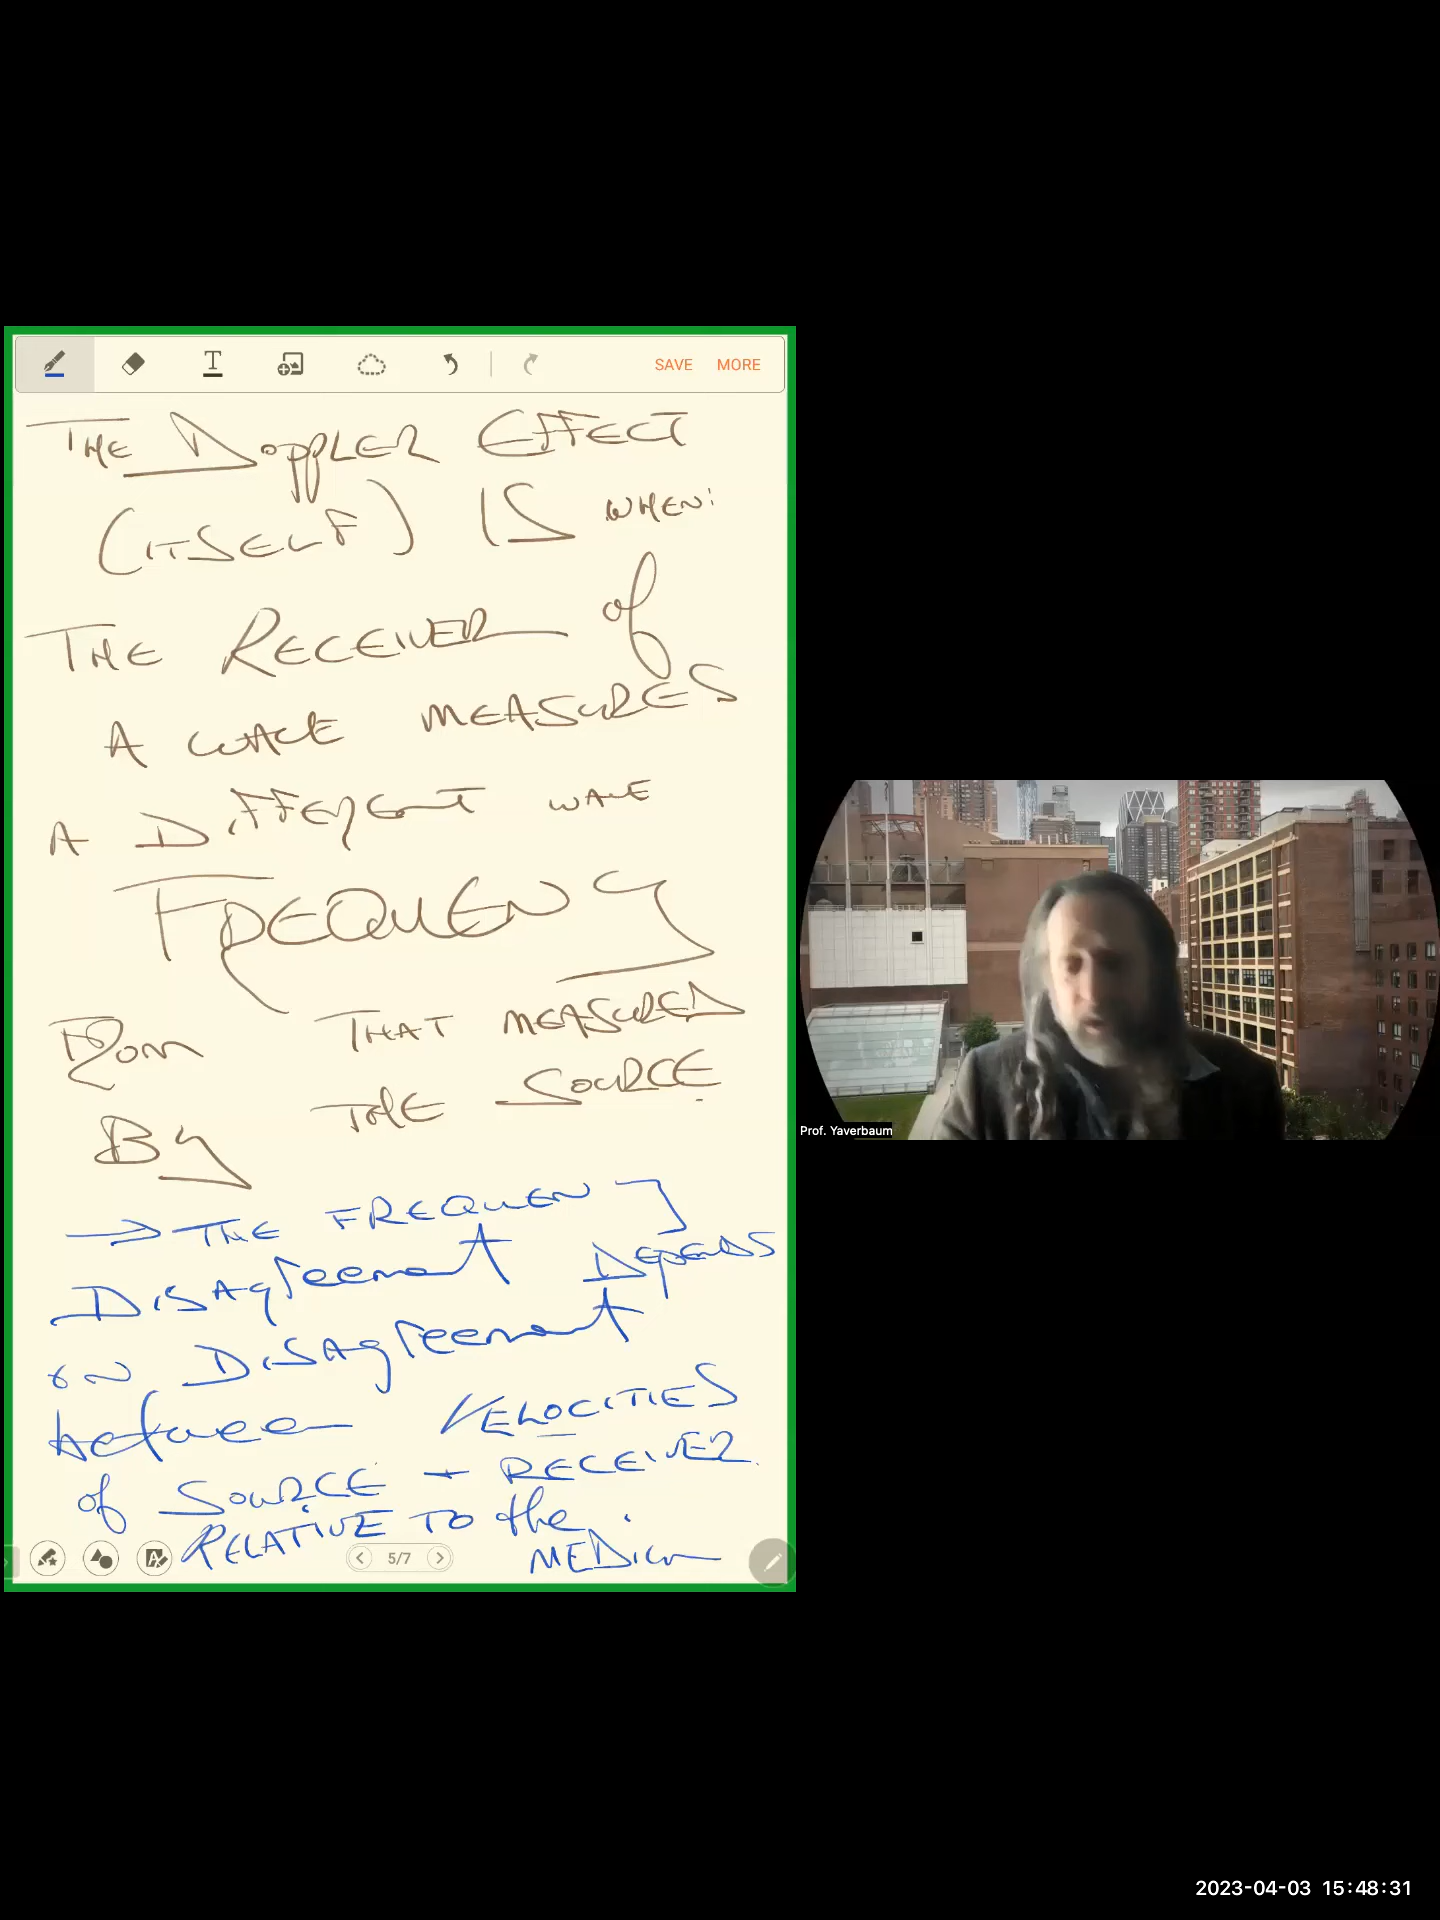 T
SAVE MORE
THE DOPPLER EFFECT
(ITSELF) IS WHEN:
THE RECEIVER of
A WAVE MEASURES
A DIFFERENT WAVE
FREQUENCY
FROM THAT MEASURED
BY THE SOURCE.
→ THE FREQUENCY
DISAgreement DEPENDS
ON DISAgreement
between VELOCITIES
of SOURCE + RECEIVER
RELATIVE TO the
MEDIUM
5/7
Prof. Yaverbaum
2023-04-03 15:48:31